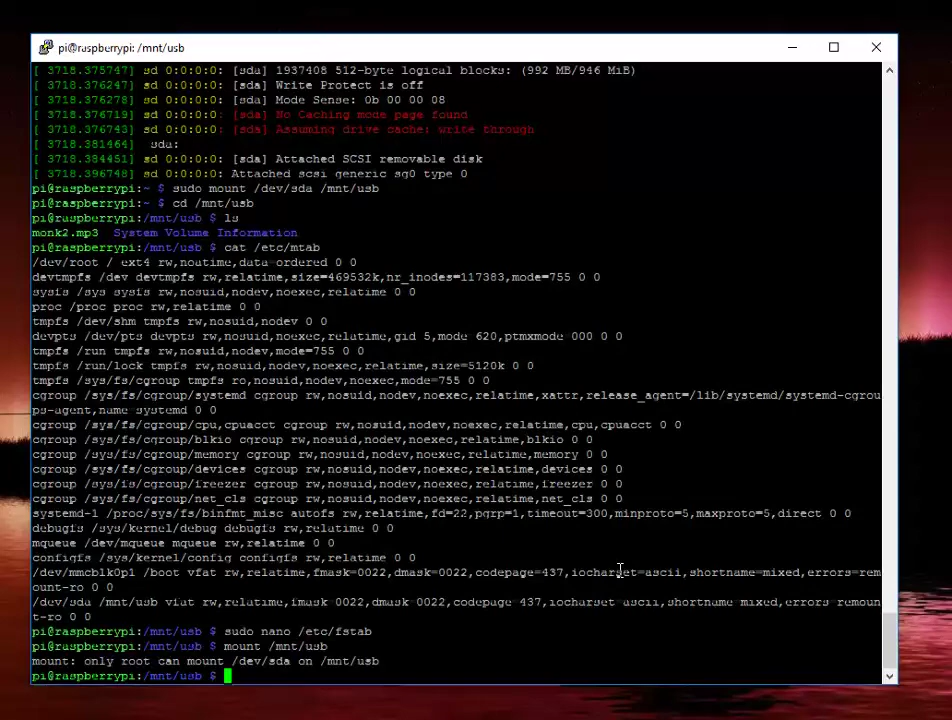 pi@raspberrypi: /mnt/usb
[ 3718.375747] sd 0:0:0:0: [sda] 1937408 512-byte logical blocks: (992 MB/946 MiB)
[ 3718.376247] sd 0:0:0:0: [sda] Write Protect is off
[ 3718.376278] sd 0:0:0:0: [sda] Mode Sense: 0b 00 00 08
[ 3718.376719] sd 0:0:0:0: [sda] No Caching mode page found
[ 3718.376743] sd 0:0:0:0: [sda] Assuming drive cache: write through
[ 3718.381464]  sda:
[ 3718.384451] sd 0:0:0:0: [sda] Attached SCSI removable disk
[ 3718.396748] sd 0:0:0:0: Attached scsi generic sg0 type 0
pi@raspberrypi:~ $ sudo mount /dev/sda /mnt/usb
pi@raspberrypi:~ $ cd /mnt/usb
pi@raspberrypi:/mnt/usb $ ls
monk2.mp3  System Volume Information
pi@raspberrypi:/mnt/usb $ cat /etc/mtab
/dev/root / ext4 rw,noatime,data=ordered 0 0
devtmpfs /dev devtmpfs rw,relatime,size=469532k,nr_inodes=117383,mode=755 0 0
sysfs /sys sysfs rw,nosuid,nodev,noexec,relatime 0 0
proc /proc proc rw,relatime 0 0
tmpfs /dev/shm tmpfs rw,nosuid,nodev 0 0
devpts /dev/pts devpts rw,nosuid,noexec,relatime,gid=5,mode=620,ptmxmode=000 0 0
tmpfs /run tmpfs rw,nosuid,nodev,mode=755 0 0
tmpfs /run/lock tmpfs rw,nosuid,nodev,noexec,relatime,size=5120k 0 0
tmpfs /sys/fs/cgroup tmpfs ro,nosuid,nodev,noexec,mode=755 0 0
cgroup /sys/fs/cgroup/systemd cgroup rw,nosuid,nodev,noexec,relatime,xattr,release_agent=/lib/systemd/systemd-cgrou
ps-agent,name=systemd 0 0
cgroup /sys/fs/cgroup/cpu,cpuacct cgroup rw,nosuid,nodev,noexec,relatime,cpu,cpuacct 0 0
cgroup /sys/fs/cgroup/blkio cgroup rw,nosuid,nodev,noexec,relatime,blkio 0 0
cgroup /sys/fs/cgroup/memory cgroup rw,nosuid,nodev,noexec,relatime,memory 0 0
cgroup /sys/fs/cgroup/devices cgroup rw,nosuid,nodev,noexec,relatime,devices 0 0
cgroup /sys/fs/cgroup/freezer cgroup rw,nosuid,nodev,noexec,relatime,freezer 0 0
cgroup /sys/fs/cgroup/net_cls cgroup rw,nosuid,nodev,noexec,relatime,net_cls 0 0
systemd-1 /proc/sys/fs/binfmt_misc autofs rw,relatime,fd=22,pgrp=1,timeout=300,minproto=5,maxproto=5,direct 0 0
debugfs /sys/kernel/debug debugfs rw,relatime 0 0
mqueue /dev/mqueue mqueue rw,relatime 0 0
configfs /sys/kernel/config configfs rw,relatime 0 0
/dev/mmcblk0p1 /boot vfat rw,relatime,fmask=0022,dmask=0022,codepage=437,iocharset=ascii,shortname=mixed,errors=rem
ount-ro 0 0
/dev/sda /mnt/usb vfat rw,relatime,fmask=0022,dmask=0022,codepage=437,iocharset=ascii,shortname=mixed,errors=remoun
t-ro 0 0
pi@raspberrypi:/mnt/usb $ sudo nano /etc/fstab
pi@raspberrypi:/mnt/usb $ mount /mnt/usb
mount: only root can mount /dev/sda on /mnt/usb
pi@raspberrypi:/mnt/usb $